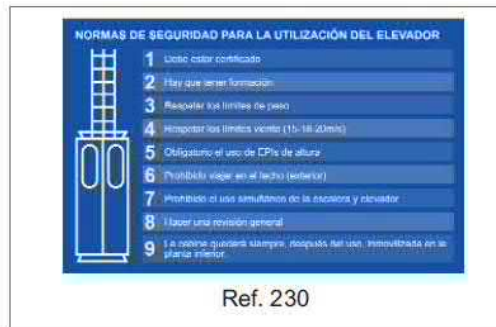 NORMAS DE SEGURIDAD PARA LA UTILIZACIÓN DEL ELEVADOR
1 Debe estar certificado
2 Hay que tener formación
3 Respetar los límites de peso
4 Respetar los límites viento (15-18-20m/s)
5 Obligatorio el uso de EPIs de altura
6 Prohibido viajar en el techo (exterior)
7 Prohibido el uso simultáneo de la escalera y elevador
8 Hacer una revisión general
9 La cabina quedará siempre, después del uso, inmovilizada en la
planta inferior.
Ref. 230